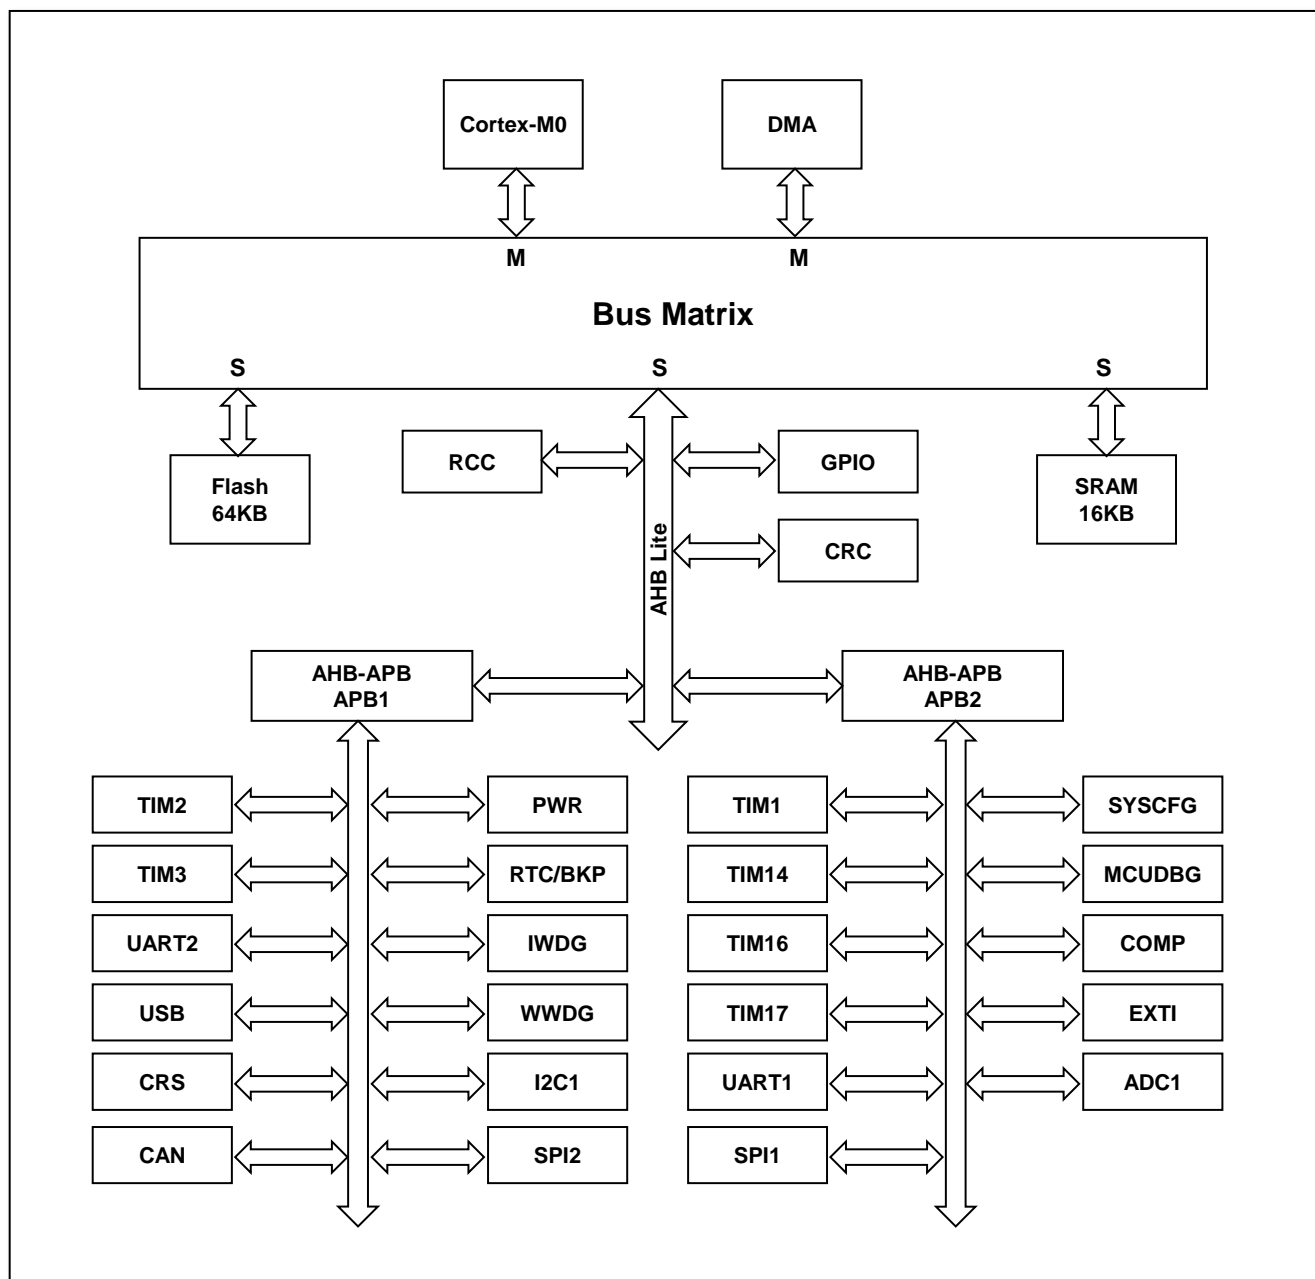 Cortex-M0
DMA
M
M
Bus Matrix
S
S
S
RCC
GPIO
Flash
64KB
SRAM
16KB
CRC
AHB Lite
AHB-APB
APB1
AHB-APB
APB2
TIM2
PWR
TIM1
SYSCFG
TIM3
RTC/BKP
TIM14
MCUDBG
UART2
IWDG
TIM16
COMP
USB
WWDG
TIM17
EXTI
CRS
I2C1
UART1
ADC1
CAN
SPI2
SPI1